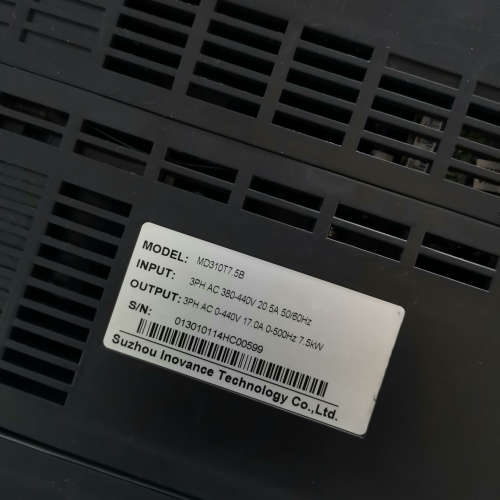 MODEL: MD310T7.5B
INPUT: 3PH AC 380-440V 20.5A 50/60Hz
OUTPUT: 3PH AC 0-440V 17.0A 0-500Hz 7.5kW
S/N: 013010114HC00599
Suzhou Inovance Technology Co.,Ltd.